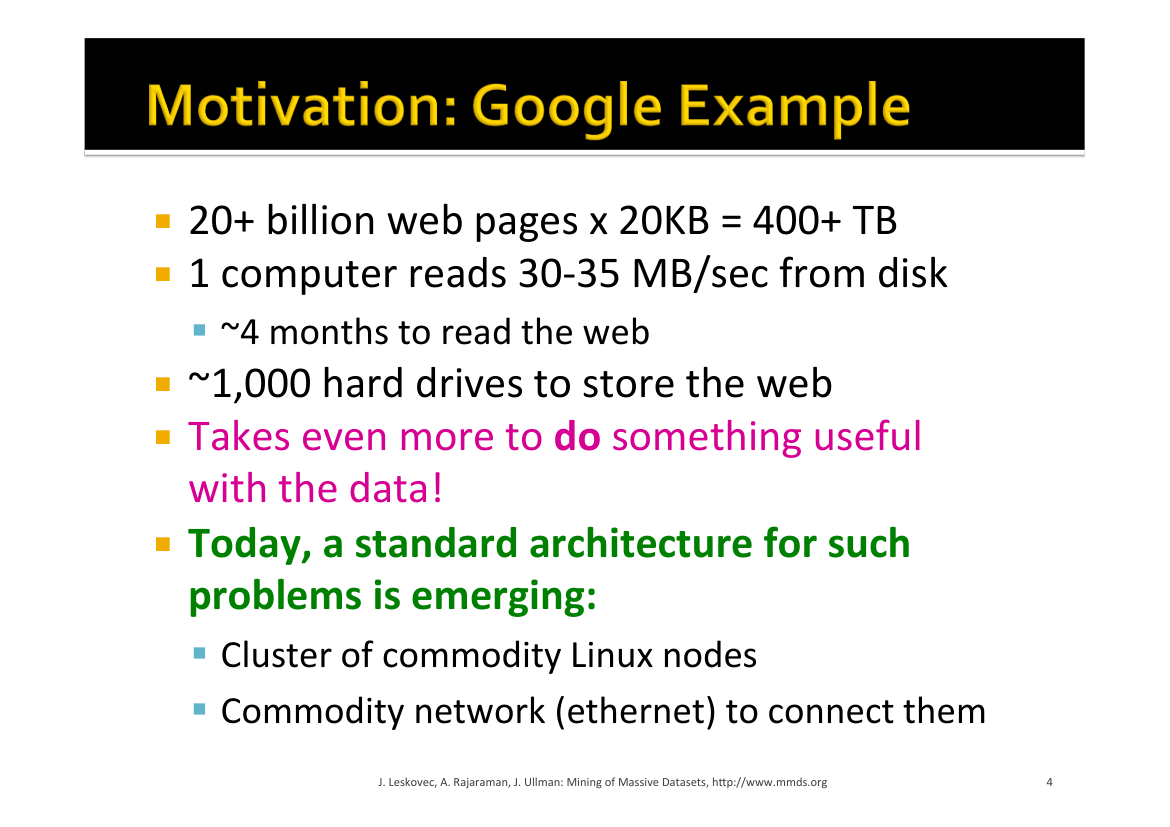 Motivation: Google Example
20+ billion web pages x 20KB = 400+ TB
1 computer reads 30-35 MB/sec from disk
~4 months to read the web
~1,000 hard drives to store the web
Takes even more to do something useful
with the data!
Today, a standard architecture for such
problems is emerging:
Cluster of commodity Linux nodes
Commodity network (ethernet) to connect them
J. Leskovec, A. Rajaraman, J. Ullman: Mining of Massive Datasets, http://www.mmds.org 4